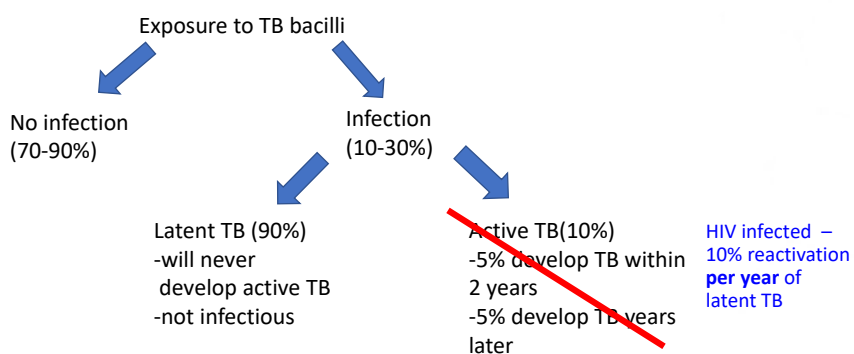 Exposure to TB bacilli
No infection
(70-90%)
Infection
(10-30%)
Latent TB (90%)
-will never
develop active TB
-not infectious
Active TB(10%)
-5% develop TB within
2 years
-5% develop TB years
later
HIV infected –
10% reactivation
per year of
latent TB